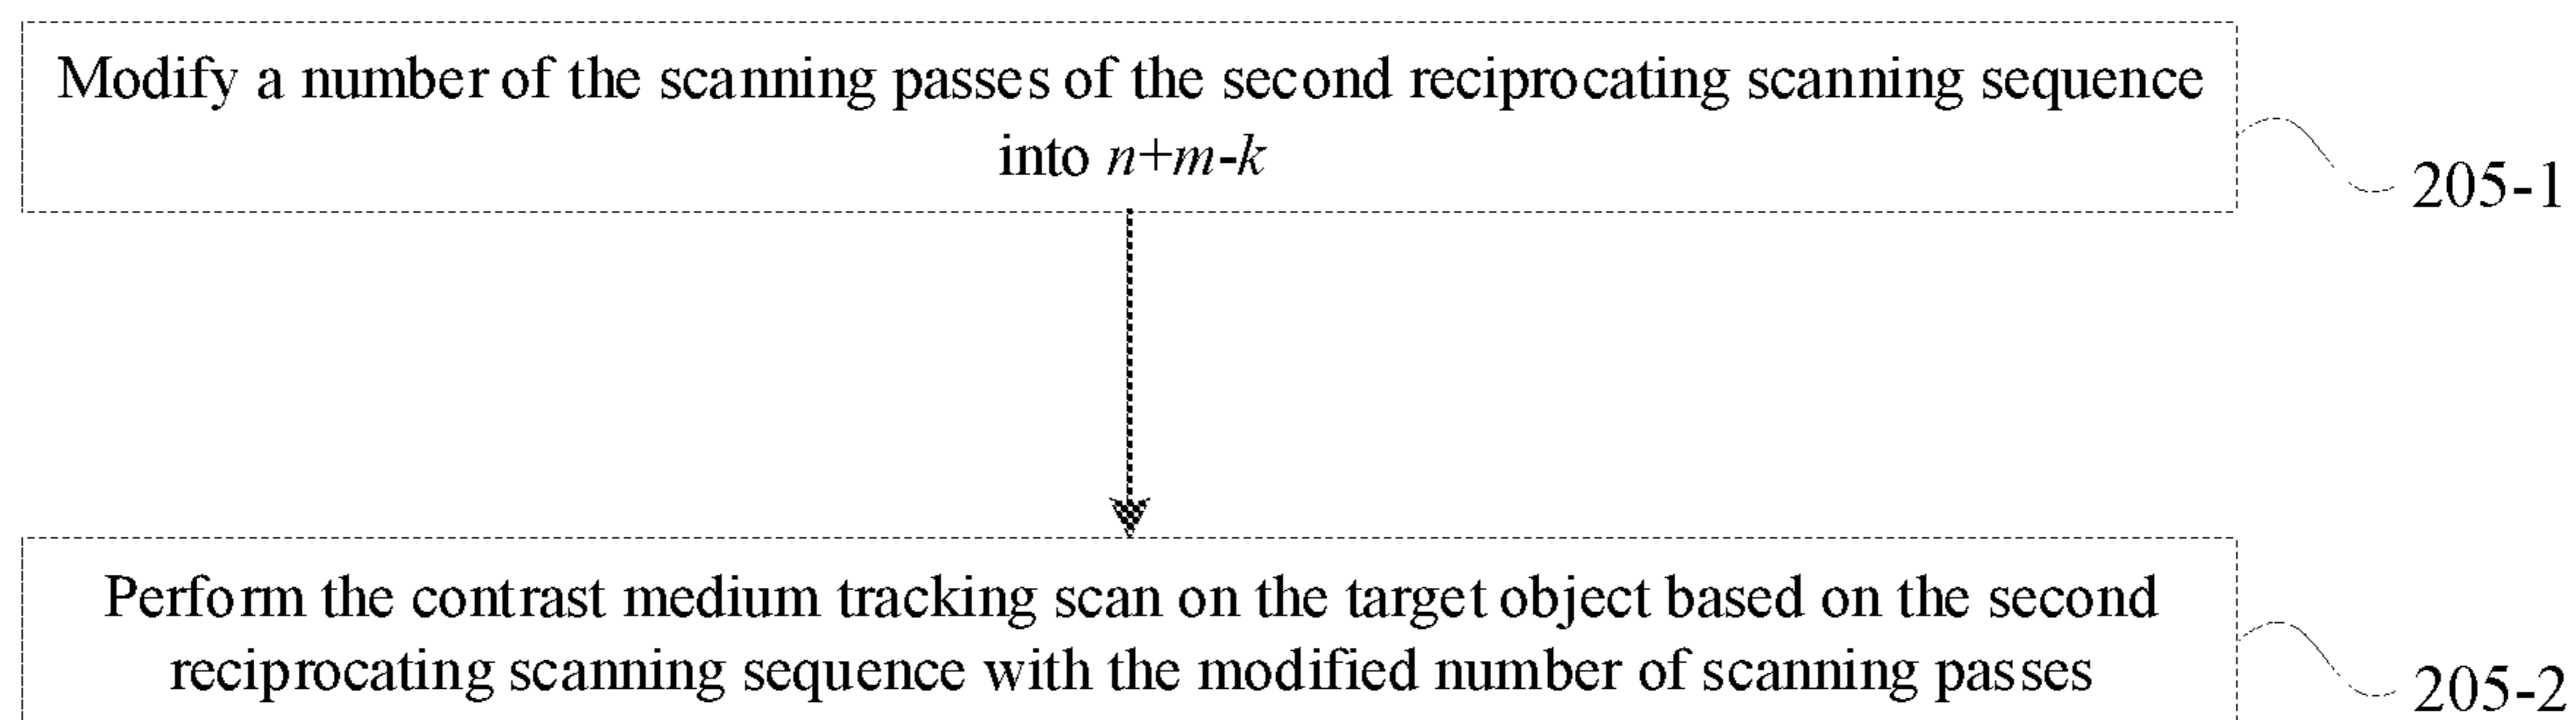 Modify a number of the scanning passes of the second reciprocating scanning sequence
into n+m-k
205-1
Perform the contrast medium tracking scan on the target object based on the second
reciprocating scanning sequence with the modified number of scanning passes
205-2